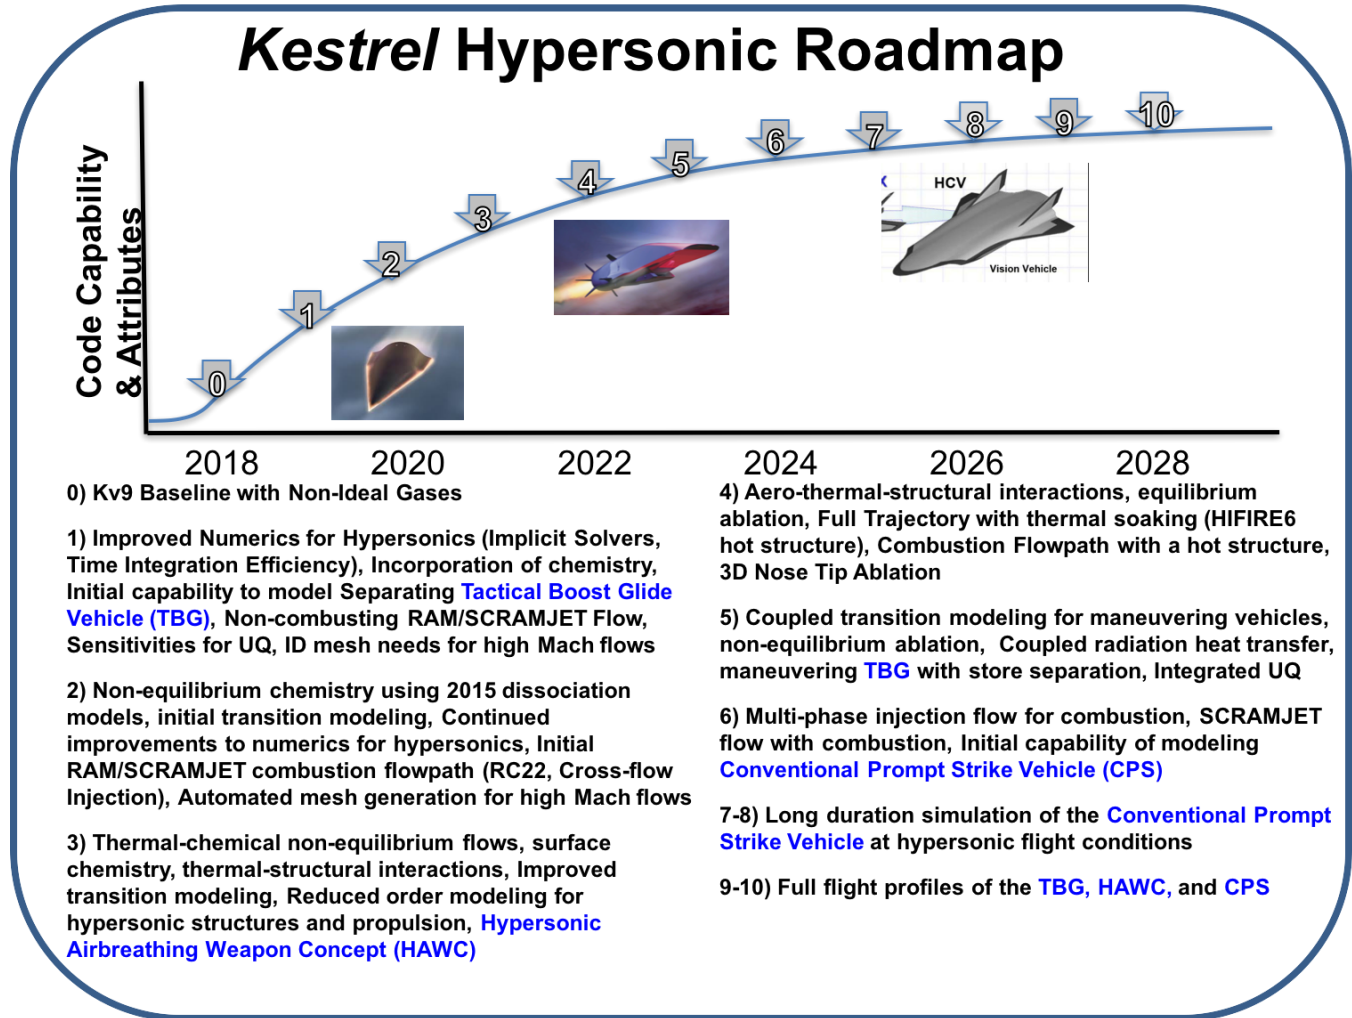 Kestrel Hypersonic Roadmap
Code Capability
& Attributes
0
1
2
3
4
5
6
7
8
9
10
X
HCV
Vision Vehicle
2018
2020
2022
2024
2026
2028
0) Kv9 Baseline with Non-Ideal Gases
1) Improved Numerics for Hypersonics (Implicit Solvers,
Time Integration Efficiency), Incorporation of chemistry,
Initial capability to model Separating Tactical Boost Glide
Vehicle (TBG), Non-combusting RAM/SCRAMJET Flow,
Sensitivities for UQ, ID mesh needs for high Mach flows
2) Non-equilibrium chemistry using 2015 dissociation
models, initial transition modeling, Continued
improvements to numerics for hypersonics, Initial
RAM/SCRAMJET combustion flowpath (RC22, Cross-flow
Injection), Automated mesh generation for high Mach flows
3) Thermal-chemical non-equilibrium flows, surface
chemistry, thermal-structural interactions, Improved
transition modeling, Reduced order modeling for
hypersonic structures and propulsion, Hypersonic
Airbreathing Weapon Concept (HAWC)
4) Aero-thermal-structural interactions, equilibrium
ablation, Full Trajectory with thermal soaking (HIFIRE6
hot structure), Combustion Flowpath with a hot structure,
3D Nose Tip Ablation
5) Coupled transition modeling for maneuvering vehicles,
non-equilibrium ablation, Coupled radiation heat transfer,
maneuvering TBG with store separation, Integrated UQ
6) Multi-phase injection flow for combustion, SCRAMJET
flow with combustion, Initial capability of modeling
Conventional Prompt Strike Vehicle (CPS)
7-8) Long duration simulation of the Conventional Prompt
Strike Vehicle at hypersonic flight conditions
9-10) Full flight profiles of the TBG, HAWC, and CPS